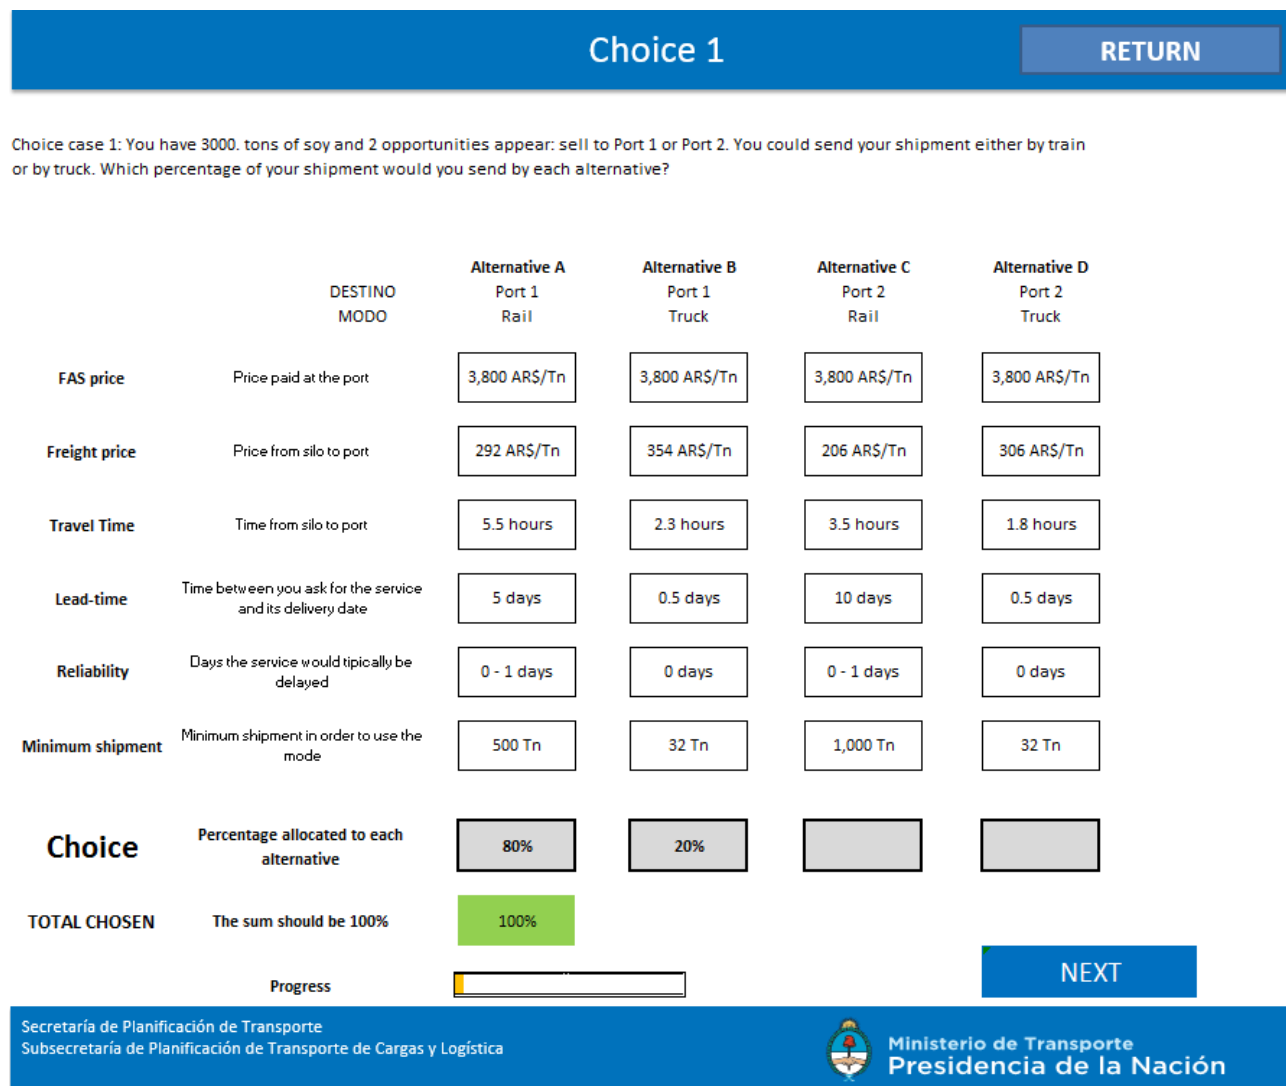 Choice 1
RETURN
Choice case 1: You have 3000. tons of soy and 2 opportunities appear: sell to Port 1 or Port 2. You could send your shipment either by train
or by truck. Which percentage of your shipment would you send by each alternative?
Alternative A Alternative B Alternative C Alternative D
DESTINO Port 1 Port 1 Port 2 Port 2
MODO Rail Truck Rail Truck
FAS price Price paid at the port 3,800 AR$/Tn 3,800 AR$/Tn 3,800 AR$/Tn 3,800 AR$/Tn
Freight price Price from silo to port 292 AR$/Tn 354 AR$/Tn 206 AR$/Tn 306 AR$/Tn
Travel Time Time from silo to port 5.5 hours 2.3 hours 3.5 hours 1.8 hours
Lead-time Time between you ask for the service
and its delivery date 5 days 0.5 days 10 days 0.5 days
Reliability Days the service would tipically be
delayed 0 - 1 days 0 days 0 - 1 days 0 days
Minimum shipment Minimum shipment in order to use the
mode 500 Tn 32 Tn 1,000 Tn 32 Tn
Choice Percentage allocated to each
alternative 80% 20%
TOTAL CHOSEN The sum should be 100% 100%
Progress
NEXT
Secretaría de Planificación de Transporte
Subsecretaría de Planificación de Transporte de Cargas y Logística
Ministerio de Transporte
Presidencia de la Nación